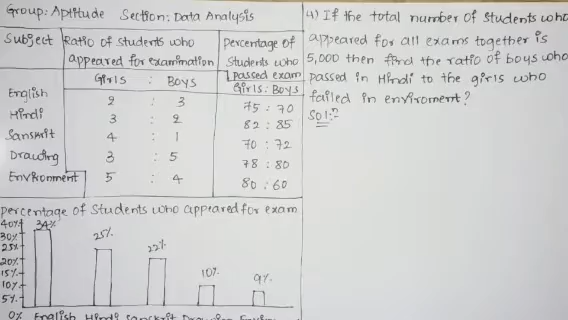 Group: Aptitude Section: Data Analysis
Subject Ratio of Students who appeared for examination Percentage of Students who Passed exam
Girls : Boys Girls : Boys
English 2 : 3 75 : 70
Hindi 3 : 2 82 : 85
Sanskrit 4 : 1 70 : 72
Drawing 3 : 5 78 : 80
Environment 5 : 4 80 : 60
percentage of Students who appeared for exam
40% 34%
30%
25% 25%
20% 22%
15%
10% 10%
5% 9%
0% English Hindi Sanskrit Drawing
4) If the total number of Students who
appeared for all exams together is
5,000 then find the ratio of boys who
passed in Hindi to the girls who
failed in enviroment?
Sol:n